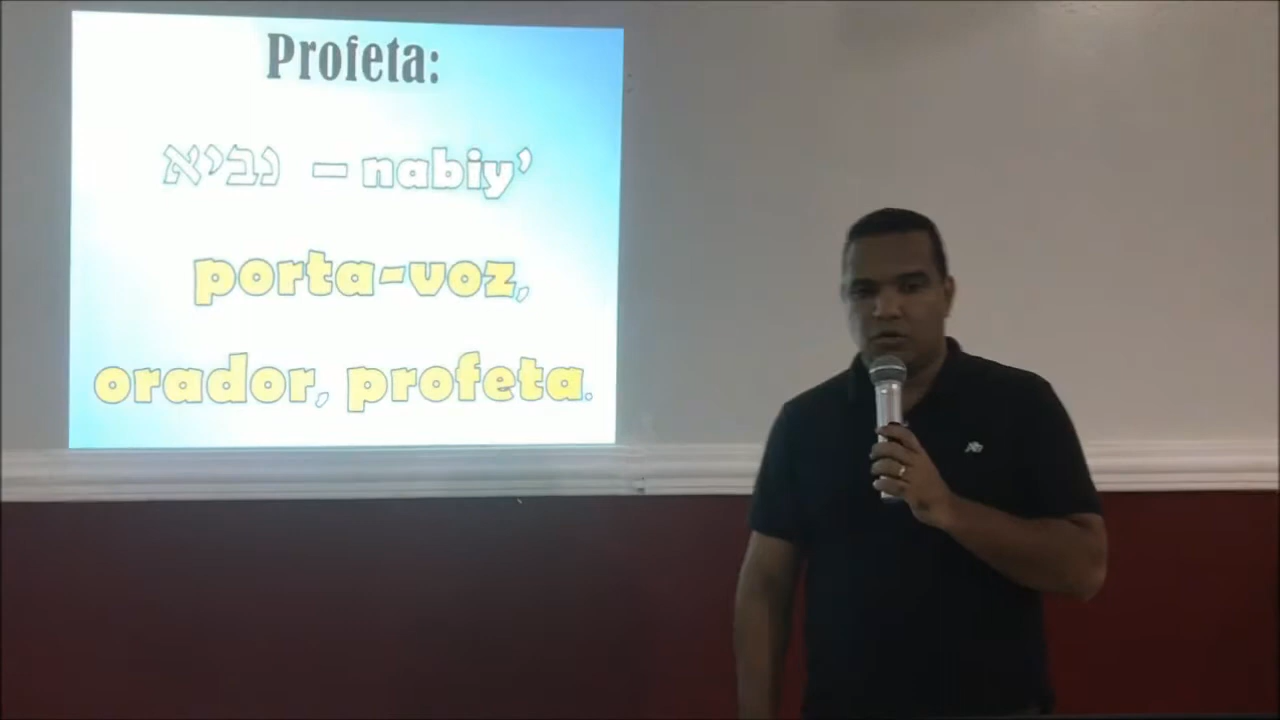 Profeta:
נביא – nabiy’
porta-voz,
orador, profeta.